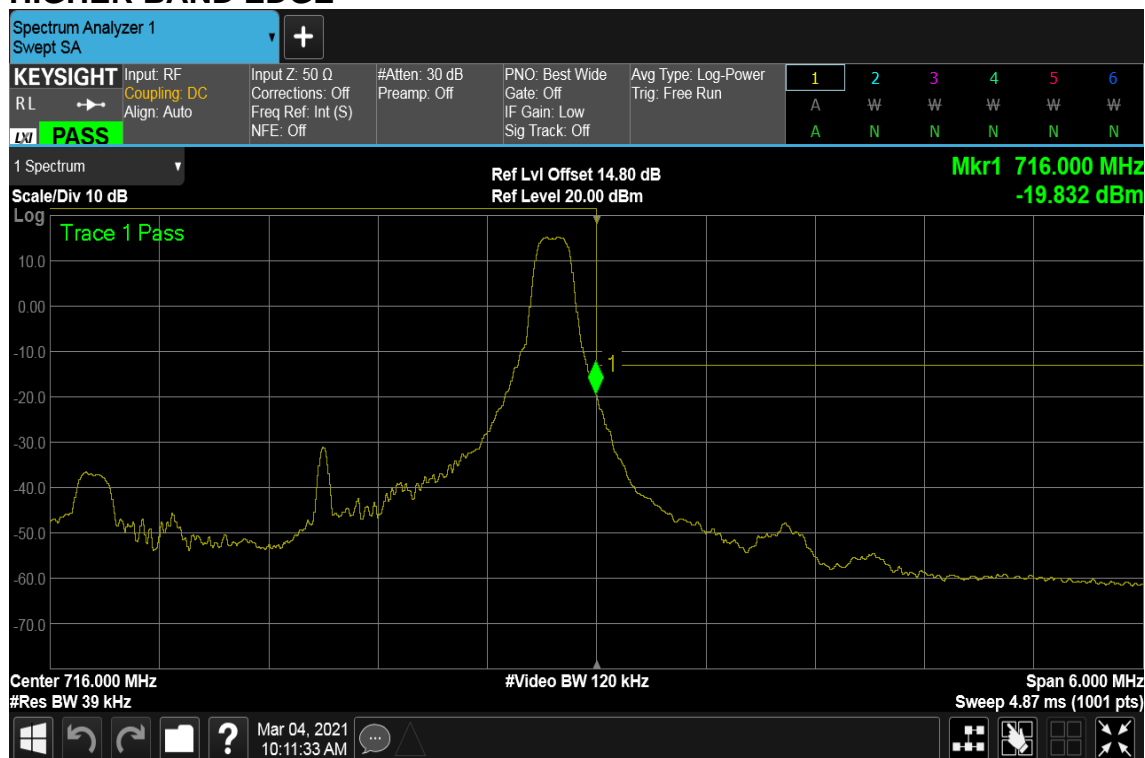 HIGHER BAND EDGE
Spectrum Analyzer 1
Swept SA
KEYSIGHT
R L
LXI PASS
Input: RF
Coupling: DC
Align: Auto
Input Z: 50 Ω
Corrections: Off
Freq Ref: Int (S)
NFE: Off
#Atten: 30 dB
Preamp: Off
PNO: Best Wide
Gate: Off
IF Gain: Low
Sig Track: Off
Avg Type: Log-Power
Trig: Free Run
1 2 3 4 5 6
A W W W W W
A N N N N N
1 Spectrum
Scale/Div 10 dB
Ref Lvl Offset 14.80 dB
Ref Level 20.00 dBm
Mkr1 716.000 MHz
-19.832 dBm
Log
Trace 1 Pass
10.0
0.00
-10.0
1
-20.0
-30.0
-40.0
-50.0
-60.0
-70.0
Center 716.000 MHz
#Res BW 39 kHz
#Video BW 120 kHz
Span 6.000 MHz
Sweep 4.87 ms (1001 pts)
?
Mar 04, 2021
10:11:33 AM